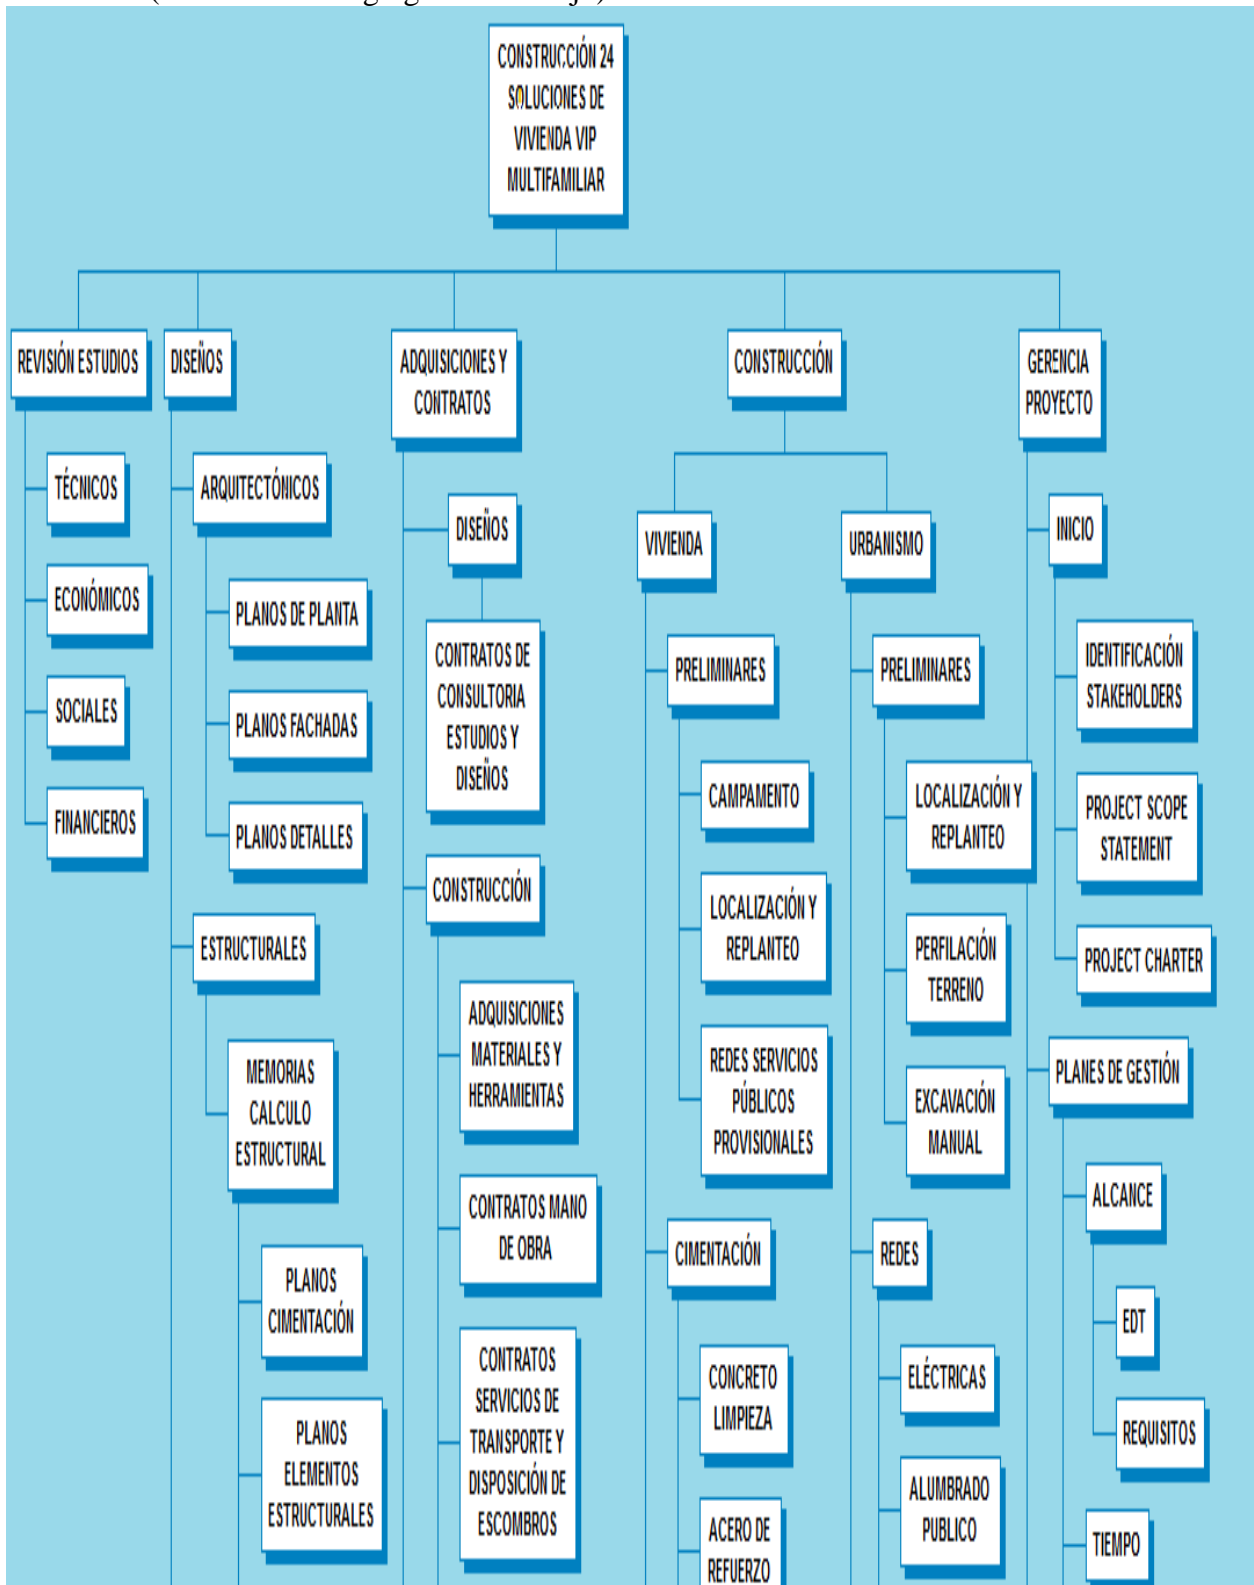 CONSTRUCCIÓN 24
SOLUCIONES DE
VIVIENDA VIP
MULTIFAMILIAR
REVISIÓN ESTUDIOS
TÉCNICOS
ECONÓMICOS
SOCIALES
FINANCIEROS
DISEÑOS
ARQUITECTÓNICOS
PLANOS DE PLANTA
PLANOS FACHADAS
PLANOS DETALLES
ESTRUCTURALES
MEMORIAS
CALCULO
ESTRUCTURAL
PLANOS
CIMENTACIÓN
PLANOS
ELEMENTOS
ESTRUCTURALES
ADQUISICIONES Y
CONTRATOS
DISEÑOS
CONTRATOS DE
CONSULTORIA
ESTUDIOS Y
DISEÑOS
CONSTRUCCIÓN
ADQUISICIONES
MATERIALES Y
HERRAMIENTAS
CONTRATOS MANO
DE OBRA
CONTRATOS
SERVICIOS DE
TRANSPORTE Y
DISPOSICIÓN DE
ESCOMBROS
CONSTRUCCIÓN
VIVIENDA
PRELIMINARES
CAMPAMENTO
LOCALIZACIÓN Y
REPLANTEO
REDES SERVICIOS
PÚBLICOS
PROVISIONALES
CIMENTACIÓN
CONCRETO
LIMPIEZA
ACERO DE
REFUERZO
URBANISMO
PRELIMINARES
LOCALIZACIÓN Y
REPLANTEO
PERFILACIÓN
TERRENO
EXCAVACIÓN
MANUAL
REDES
ELÉCTRICAS
ALUMBRADO
PUBLICO
GERENCIA
PROYECTO
INICIO
IDENTIFICACIÓN
STAKEHOLDERS
PROJECT SCOPE
STATEMENT
PROJECT CHARTER
PLANES DE GESTIÓN
ALCANCE
EDT
REQUISITOS
TIEMPO